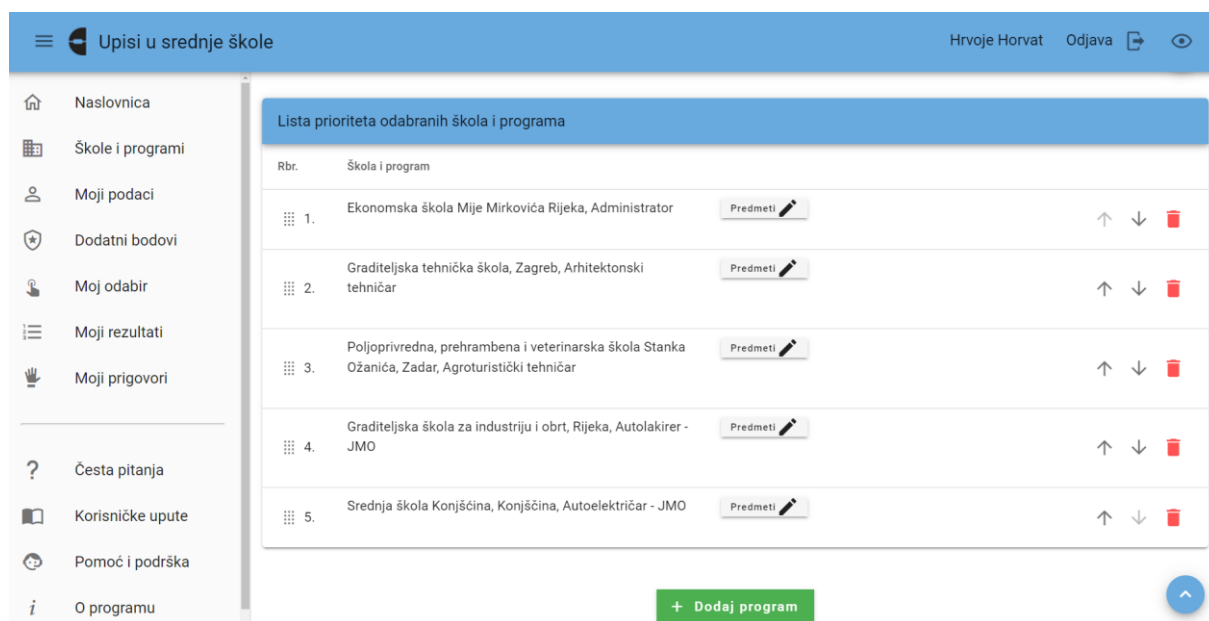 Upisi u srednje škole
Hrvoje Horvat Odjava
Naslovnica
Škole i programi
Moji podaci
Dodatni bodovi
Moj odabir
Moji rezultati
Moji prigovori
Česta pitanja
Korisničke upute
Pomoć i podrška
O programu
Lista prioriteta odabranih škola i programa
Rbr. Škola i program
1. Ekonomska škola Mije Mirkovića Rijeka, Administrator Predmeti
Graditeljska tehnička škola, Zagreb, Arhitektonski Predmeti
2. tehničar
Poljoprivredna, prehrambena i veterinarska škola Stanka Predmeti
3. Ožanića, Zadar, Agroturistički tehničar
Graditeljska škola za industriju i obrt, Rijeka, Autolakirer - Predmeti
4. JMO
5. Srednja škola Konjšćina, Konjščina, Autoelektričar - JMO Predmeti
+ Dodaj program